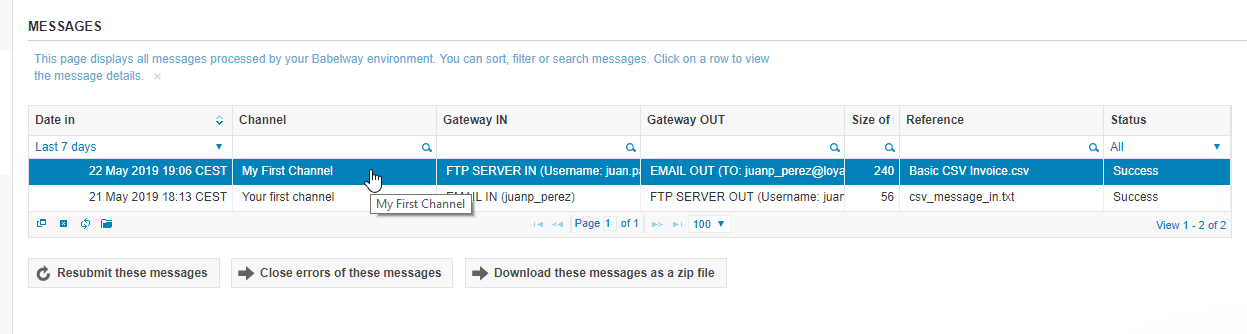 MESSAGES
This page displays all messages processed by your Babelway environment. You can sort, filter or search messages. Click on a row to view
the message details. ×
Date in Channel Gateway IN Gateway OUT Size of Reference Status
Last 7 days All
22 May 2019 19:06 CEST My First Channel FTP SERVER IN (Username: juan.pa EMAIL OUT (TO: juanp_perez@loya 240 Basic CSV Invoice.csv Success
21 May 2019 18:13 CEST Your first channel EMAIL IN (juanp_perez) FTP SERVER OUT (Username: juan 56 csv_message_in.txt Success
My First Channel
Page 1 of 1 100 View 1 - 2 of 2
Resubmit these messages Close errors of these messages Download these messages as a zip file